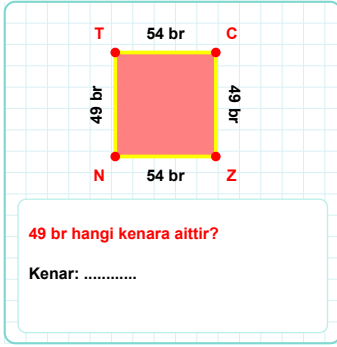 T 54 br C
49 br 49 br
N 54 br Z
49 br hangi kenara aittir?
Kenar: ............